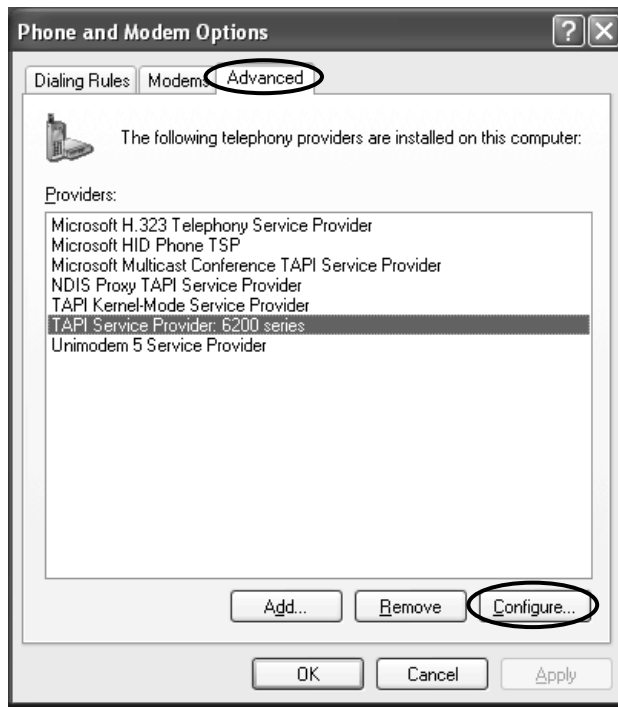 Phone and Modem Options
Dialing Rules Modems Advanced
The following telephony providers are installed on this computer:
Providers:
Microsoft H.323 Telephony Service Provider
Microsoft HID Phone TSP
Microsoft Multicast Conference TAPI Service Provider
NDIS Proxy TAPI Service Provider
TAPI Kernel-Mode Service Provider
TAPI Service Provider: 6200 series
Unimodem 5 Service Provider
Add... Remove Configure...
OK Cancel Apply